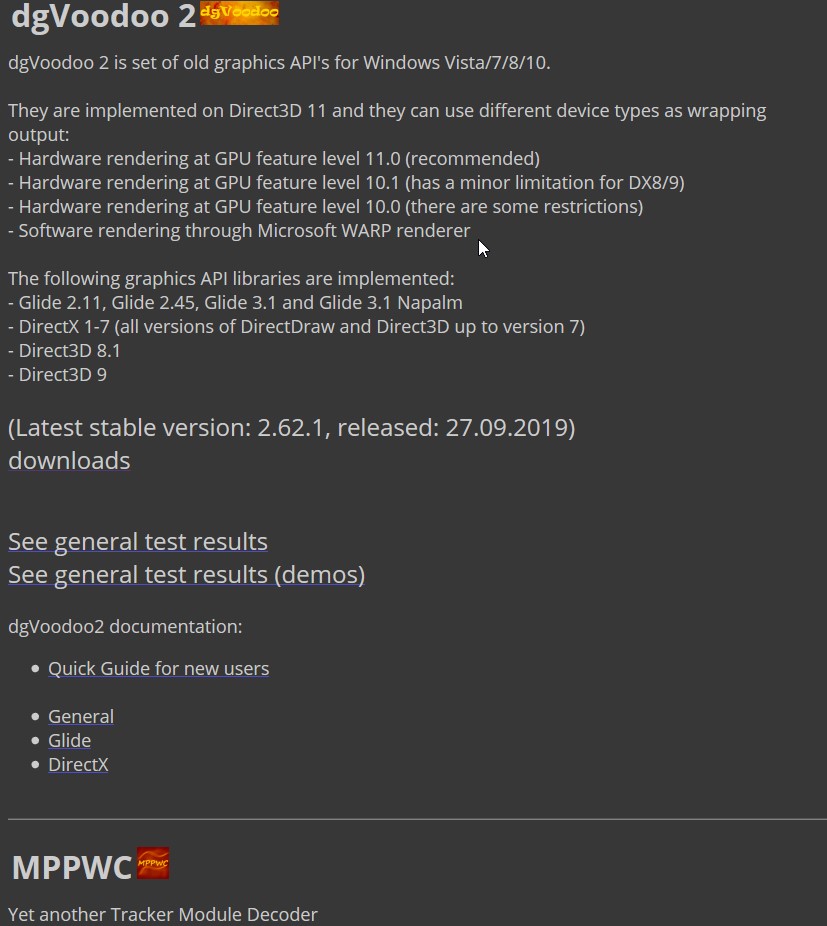 dgVoodoo 2 dgVoodoo
dgVoodoo 2 is set of old graphics API's for Windows Vista/7/8/10.
They are implemented on Direct3D 11 and they can use different device types as wrapping
output:
- Hardware rendering at GPU feature level 11.0 (recommended)
- Hardware rendering at GPU feature level 10.1 (has a minor limitation for DX8/9)
- Hardware rendering at GPU feature level 10.0 (there are some restrictions)
- Software rendering through Microsoft WARP renderer
The following graphics API libraries are implemented:
- Glide 2.11, Glide 2.45, Glide 3.1 and Glide 3.1 Napalm
- DirectX 1-7 (all versions of DirectDraw and Direct3D up to version 7)
- Direct3D 8.1
- Direct3D 9
(Latest stable version: 2.62.1, released: 27.09.2019)
downloads
See general test results
See general test results (demos)
dgVoodoo2 documentation:
• Quick Guide for new users
• General
• Glide
• DirectX
MPPWC MPPWC
Yet another Tracker Module Decoder